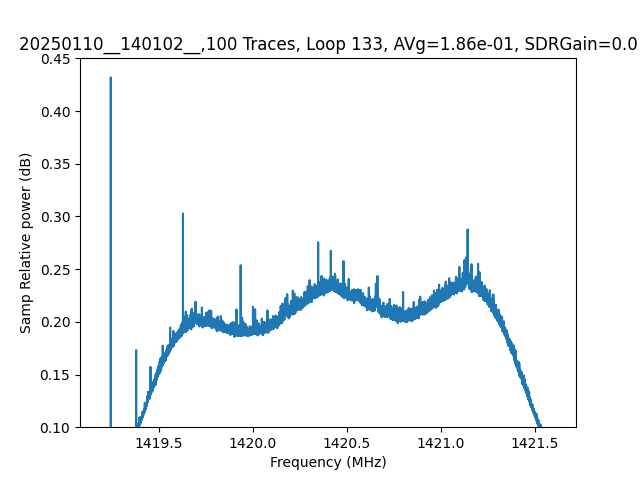 20250110__140102__,100 Traces, Loop 133, AVg=1.86e-01, SDRGain=0.0
0.45
0.40
0.35
0.30
0.25
0.20
0.15
0.10
Samp Relative power (dB)
1419.5 1420.0 1420.5 1421.0 1421.5
Frequency (MHz)